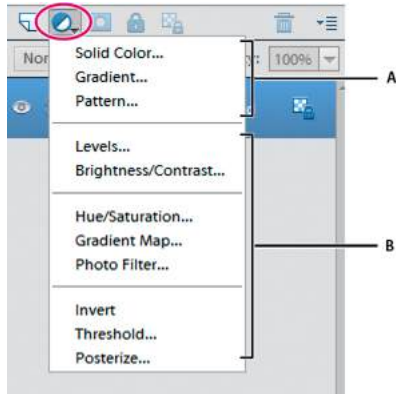 Nor
y: 100%
Solid Color...
Gradient...
Pattern...
A
Levels...
Brightness/Contrast...
Hue/Saturation...
Gradient Map...
Photo Filter...
B
Invert
Threshold...
Posterize...